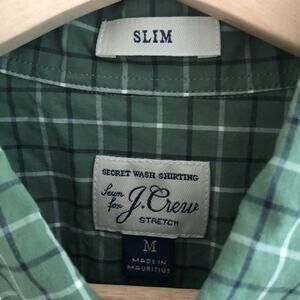 SLIM
SECRET WASH SHIRTING
Sewn
for
J.Crew
STRETCH
M
MADE IN
MAURITIUS